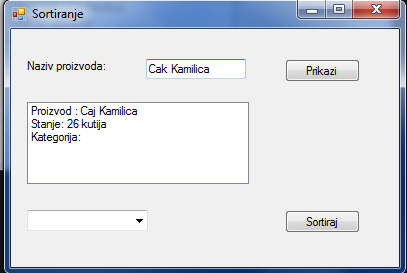 Sortiranje
Naziv proizvoda:
Cak Kamilica
Prikazi
Proizvod : Caj Kamilica
Stanje: 26 kutija
Kategorija:
Sortiraj